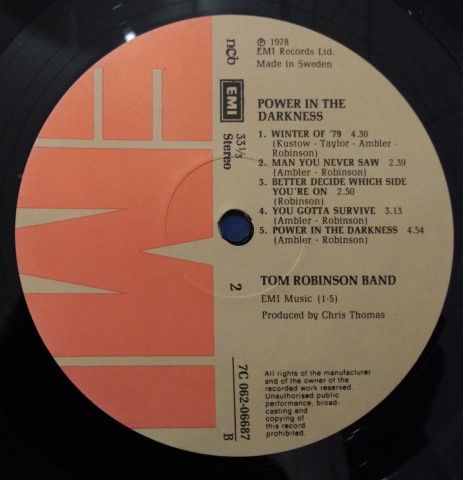 ℗ 1978
EMI Records Ltd.
Made in Sweden
ncb
EMI
33 1/3
Stereo
POWER IN THE
DARKNESS
1. WINTER OF '79 4.30
(Kustow - Taylor - Ambler -
Robinson)
2. MAN YOU NEVER SAW 2.39
(Ambler - Robinson)
3. BETTER DECIDE WHICH SIDE
YOU'RE ON 2.50
(Robinson)
4. YOU GOTTA SURVIVE 3.13
(Ambler - Robinson)
5. POWER IN THE DARKNESS 4.54
(Ambler - Robinson)
2
TOM ROBINSON BAND
EMI Music (1-5)
Produced by Chris Thomas
7C 062-06687
B
All rights of the manufacturer
and of the owner of the
recorded work reserved.
Unauthorised public
performance, broad-
casting and
copying of
this record
prohibited.
EMI